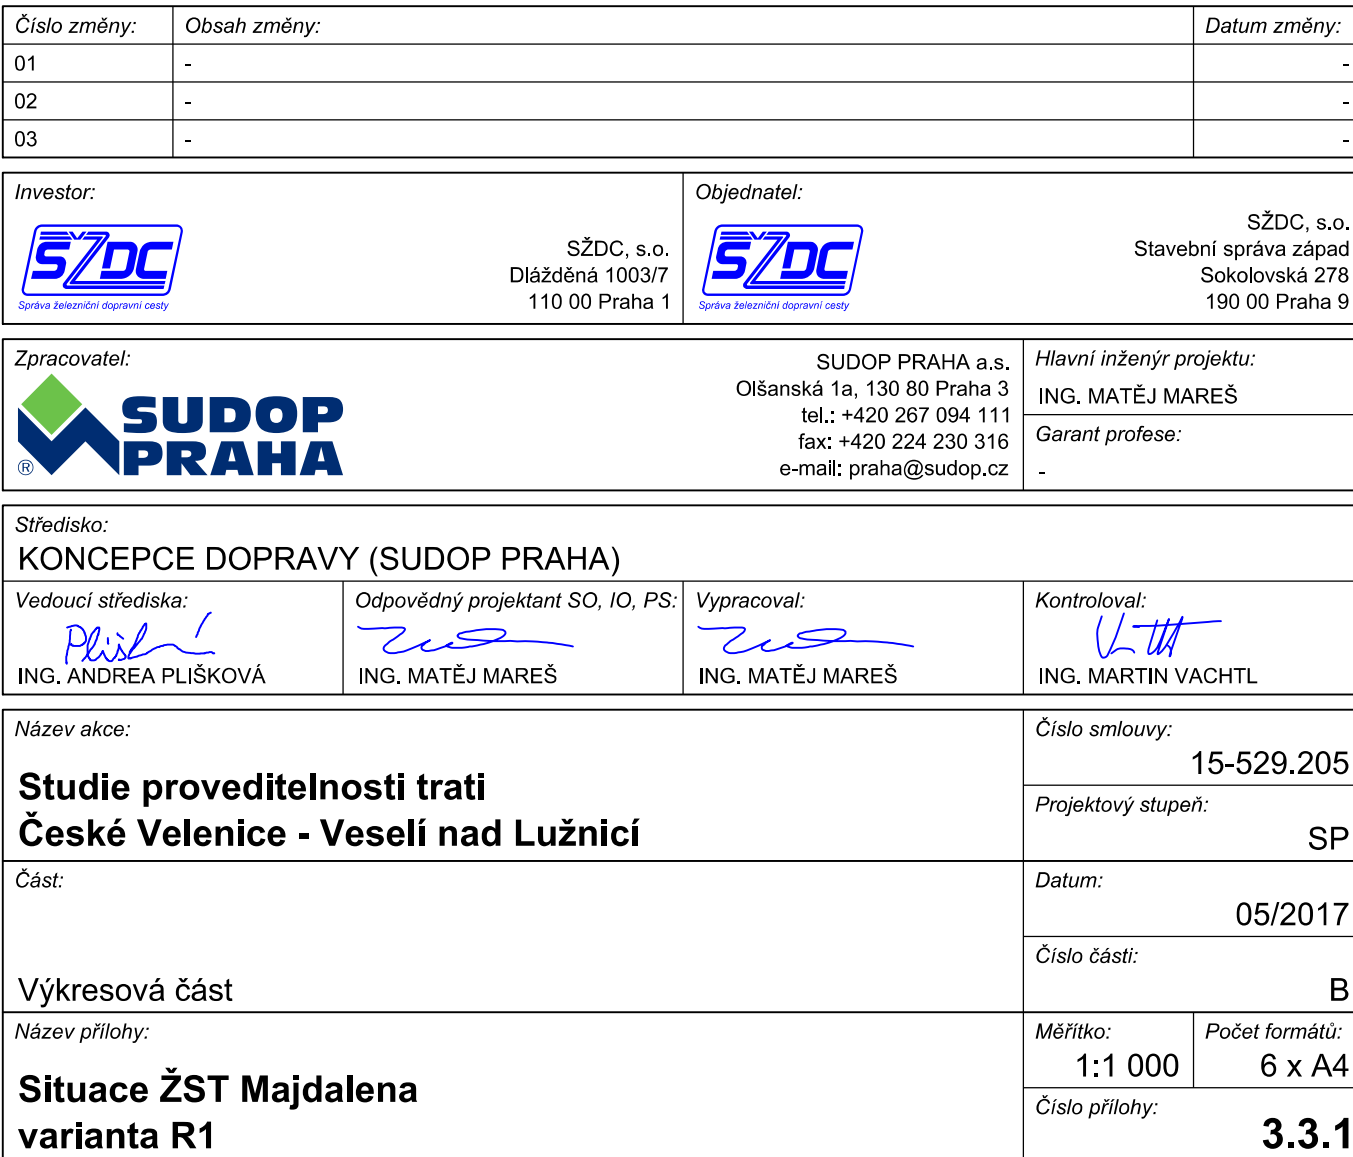 Číslo změny: Obsah změny: Datum změny:
01 - -
02 - -
03 - -
Investor:
ŠŽDC
Správa železniční dopravní cesty
SŽDC, s.o.
Dlážděná 1003/7
110 00 Praha 1
Objednatel:
ŠŽDC
Správa železniční dopravní cesty
SŽDC, s.o.
Stavební správa západ
Sokolovská 278
190 00 Praha 9
Zpracovatel:
SUDOP
PRAHA
®
SUDOP PRAHA a.s.
Olšanská 1a, 130 80 Praha 3
tel.: +420 267 094 111
fax: +420 224 230 316
e-mail: praha@sudop.cz
Hlavní inženýr projektu:
ING. MATĚJ MAREŠ
Garant profese:
-
Středisko:
KONCEPCE DOPRAVY (SUDOP PRAHA)
Vedoucí střediska:
ING. ANDREA PLIŠKOVÁ
Odpovědný projektant SO, IO, PS:
ING. MATĚJ MAREŠ
Vypracoval:
ING. MATĚJ MAREŠ
Kontroloval:
ING. MARTIN VACHTL
Název akce:
Studie proveditelnosti trati
České Velenice - Veselí nad Lužnicí
Číslo smlouvy:
15-529.205
Projektový stupeň:
SP
Část:
Výkresová část
Datum:
05/2017
Číslo části:
B
Název přílohy:
Situace ŽST Majdalena
varianta R1
Měřítko:
1:1 000
Počet formátů:
6 x A4
Číslo přílohy:
3.3.1